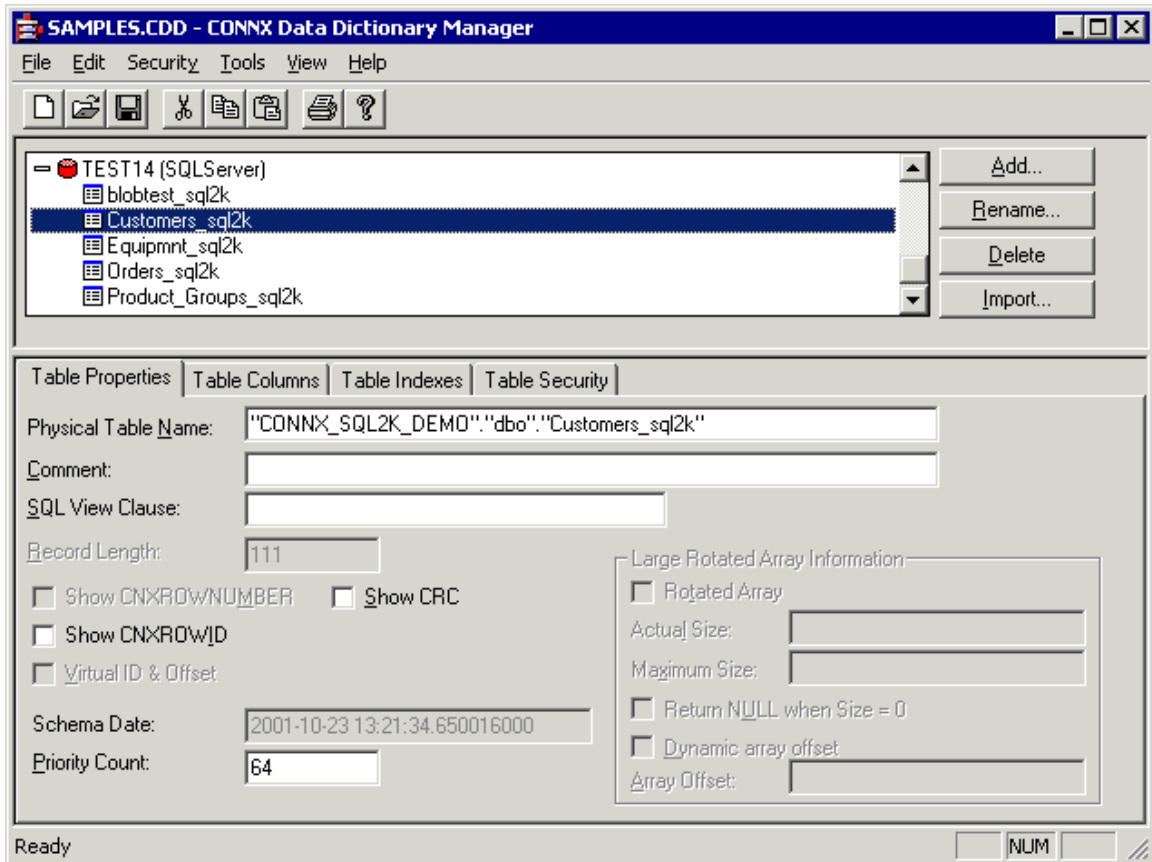 SAMPLES.CDD - CONNX Data Dictionary Manager
File Edit Security Tools View Help
TEST14 (SQLServer)
blobtest_sql2k
Customers_sql2k
Equipmnt_sql2k
Orders_sql2k
Product_Groups_sql2k
Add...
Rename...
Delete
Import...
Table Properties Table Columns Table Indexes Table Security
Physical Table Name: "CONNX_SQL2K_DEMO"."dbo"."Customers_sql2k"
Comment:
SQL View Clause:
Record Length: 111
Show CNXROWNUMBER Show CRC
Show CNXROWID
Virtual ID & Offset
Schema Date: 2001-10-23 13:21:34.650016000
Priority Count: 64
Large Rotated Array Information
Rotated Array
Actual Size:
Maximum Size:
Return NULL when Size = 0
Dynamic array offset
Array Offset:
Ready NUM